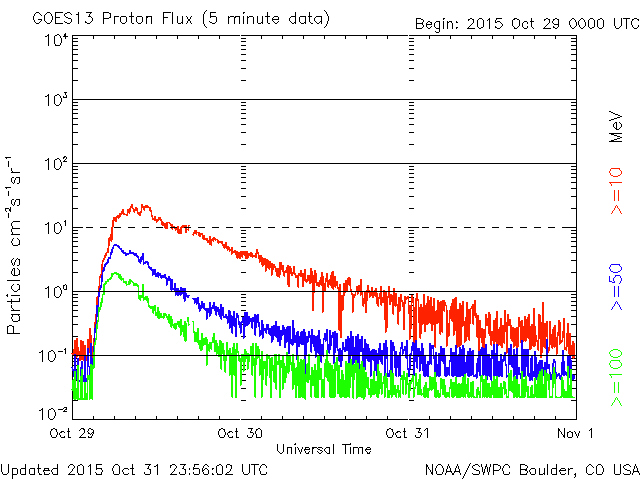 GOES13 Proton Flux (5 minute data)
Begin: 2015 Oct 29 0000 UTC
10⁴
10³
10²
10¹
10⁰
10⁻¹
10⁻²
Particles cm⁻²s⁻¹sr⁻¹
MeV
>=10
>=50
>=100
Oct 29
Oct 30
Oct 31
Nov 1
Universal Time
Updated 2015 Oct 31 23:56:02 UTC
NOAA/SWPC Boulder, CO USA